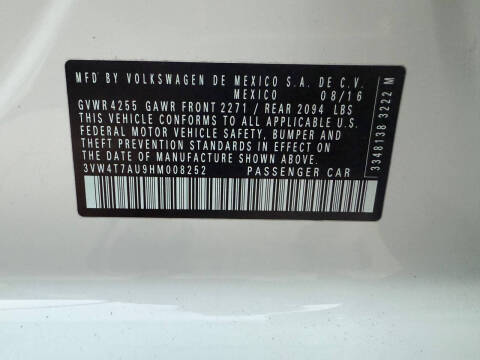 MFD BY VOLKSWAGEN DE MEXICO S.A. DE C.V.
MEXICO 08/16
GVWR 4255 GAWR FRONT 2271 / REAR 2094 LBS
THIS VEHICLE CONFORMS TO ALL APPLICABLE U.S.
FEDERAL MOTOR VEHICLE SAFETY, BUMPER AND
THEFT PREVENTION STANDARDS IN EFFECT ON
THE DATE OF MANUFACTURE SHOWN ABOVE
3VW4T7AU9HM008252 PASSENGER CAR
3348138 3222 M